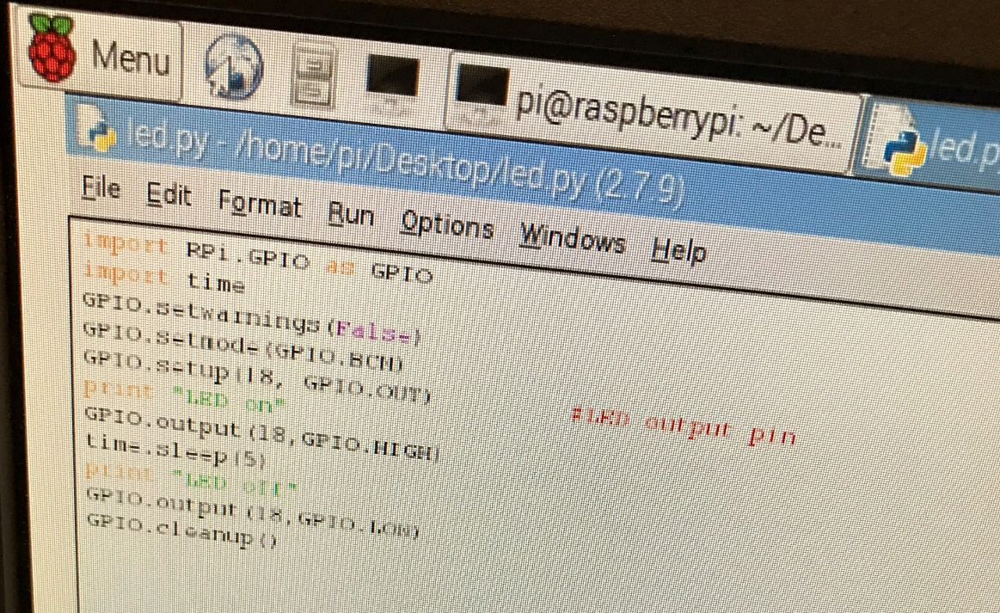 Menu
pi@raspberrypi: ~/De...
led.p
led.py - /home/pi/Desktop/led.py (2.7.9)
File Edit Format Run Options Windows Help
import RPi.GPIO as GPIO
import time
GPIO.setwarnings(False)
GPIO.setmode(GPIO.BCM)
GPIO.setup(18, GPIO.OUT) #LED output pin
print "LED on"
GPIO.output(18,GPIO.HIGH)
time.sleep(5)
print "LED off"
GPIO.output(18,GPIO.LOW)
GPIO.cleanup()